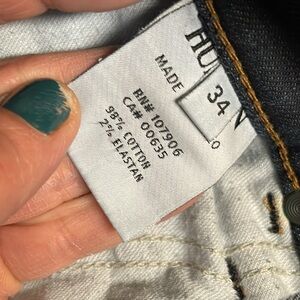 MADE
34
RN# 107906
CA# 00635
98% COTTON
2% ELASTAN